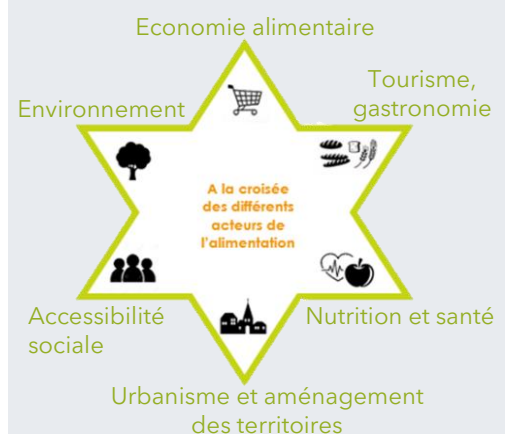 Economie alimentaire
Tourisme,
gastronomie
Environnement
A la croisée
des différents
acteurs de
l'alimentation
Accessibilité
sociale
Nutrition et santé
Urbanisme et aménagement
des territoires